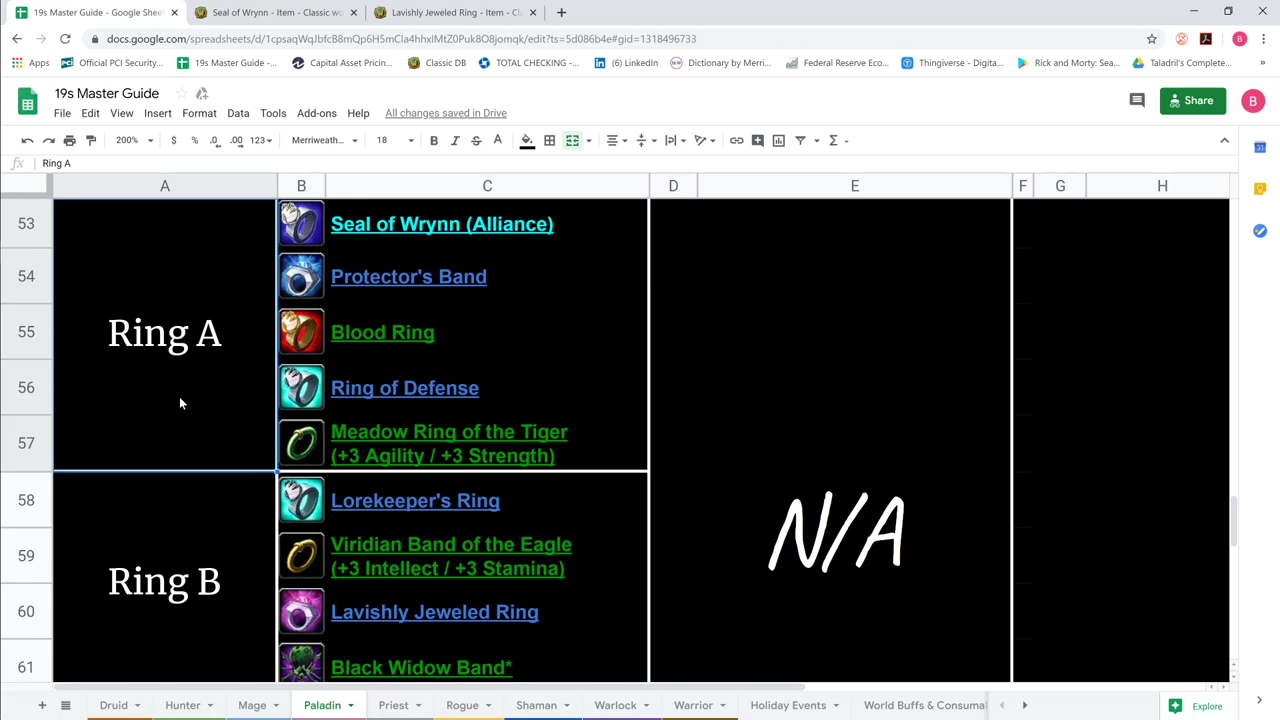 19s Master Guide - Google Shee
Seal of Wrynn - Item - Classic wo
Lavishly Jeweled Ring - Item - Cl
docs.google.com/spreadsheets/d/1cpsaqWqJbfcB8mQp6H5mCla4hhxlMtZ0Puk8O8jomqk/edit?ts=5d086b4e#gid=1318496733
Apps
Official PCI Security...
19s Master Guide -...
Capital Asset Pricin...
Classic DB
TOTAL CHECKING -...
(6) LinkedIn
Dictionary by Merri...
Federal Reserve Eco...
Thingiverse - Digita...
Rick and Morty: Sea...
Taladril's Complete...
19s Master Guide
File Edit View Insert Format Data Tools Add-ons Help All changes saved in Drive
Share
B
200% $ % .0 .00 123 Merriweath... 18 B I S A
fx Ring A
A B C D E F G H
53 Seal of Wrynn (Alliance)
54 Protector's Band
55 Blood Ring
Ring A
56 Ring of Defense
57 Meadow Ring of the Tiger
(+3 Agility / +3 Strength)
58 Lorekeeper's Ring
59 Viridian Band of the Eagle
(+3 Intellect / +3 Stamina)
N/A
Ring B
60 Lavishly Jeweled Ring
61 Black Widow Band*
Druid Hunter Mage Paladin Priest Rogue Shaman Warlock Warrior Holiday Events World Buffs & Consuma
Explore